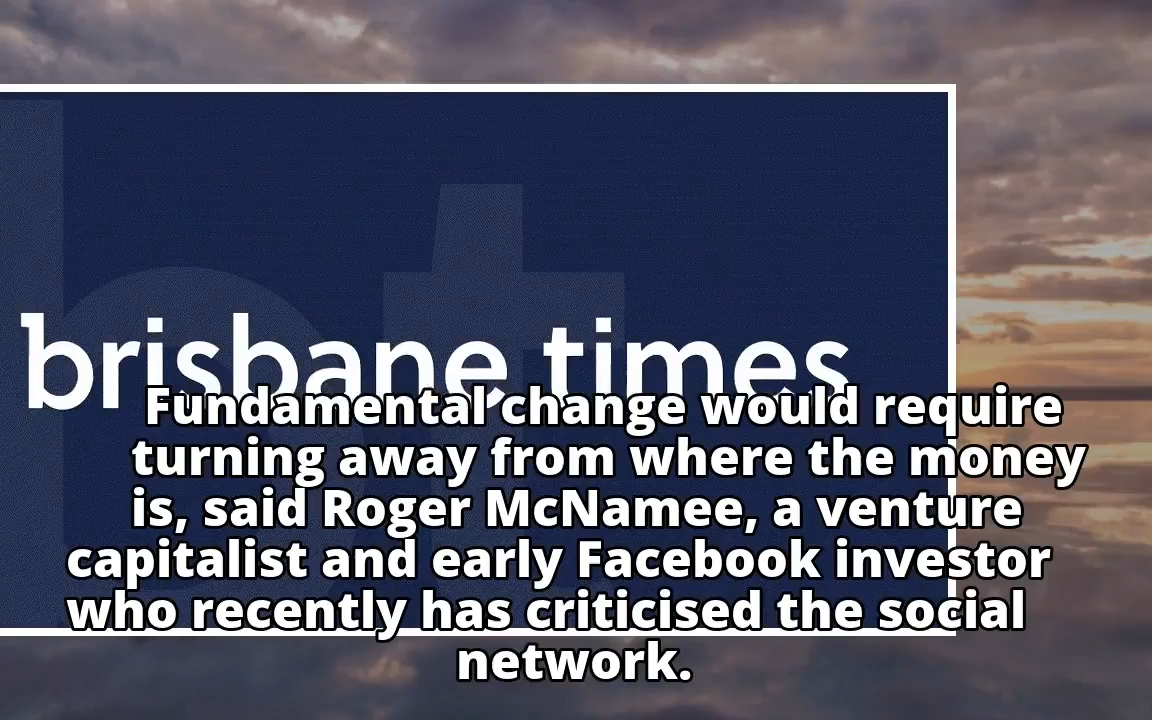 brisbane times
Fundamental change would require
turning away from where the money
is, said Roger McNamee, a venture
capitalist and early Facebook investor
who recently has criticised the social
network.